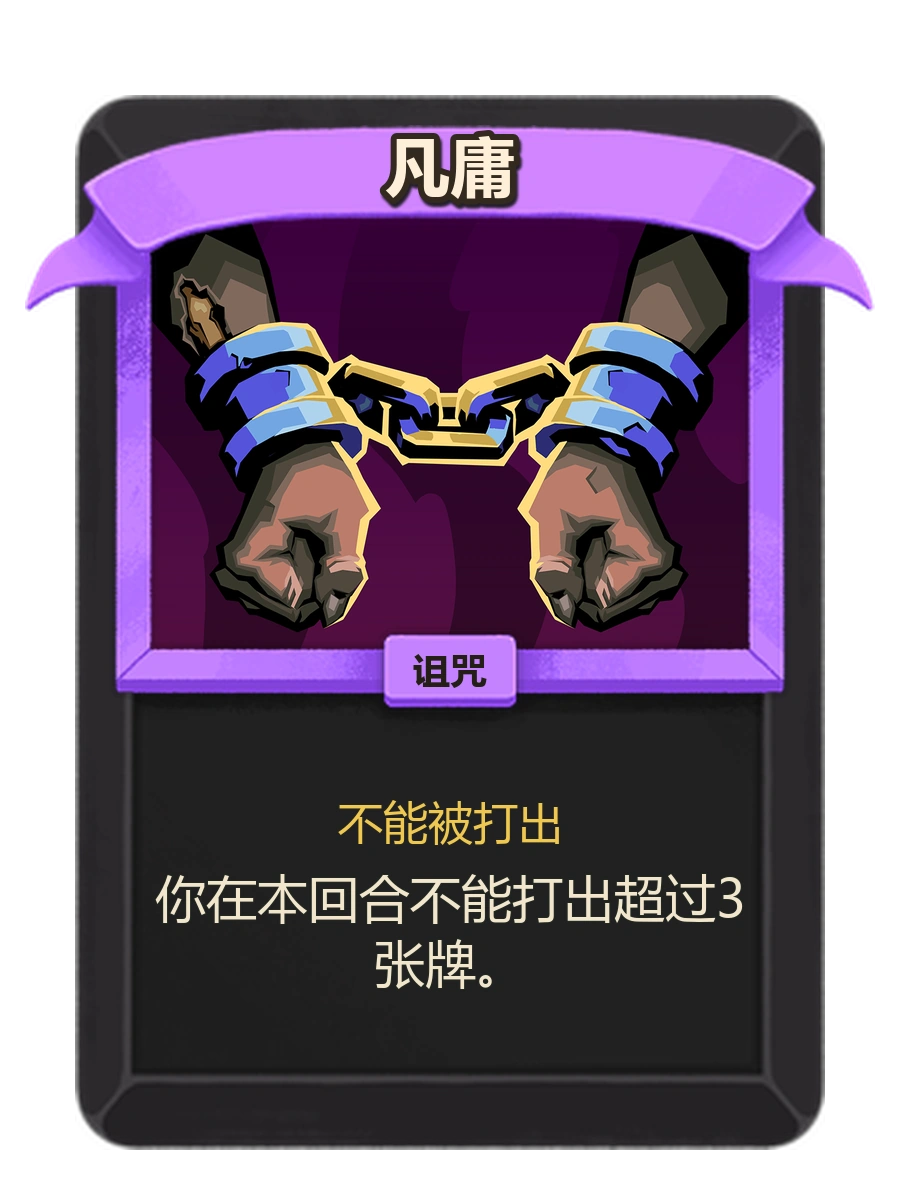 凡庸
诅咒
不能被打出
你在本回合不能打出超过3
张牌。